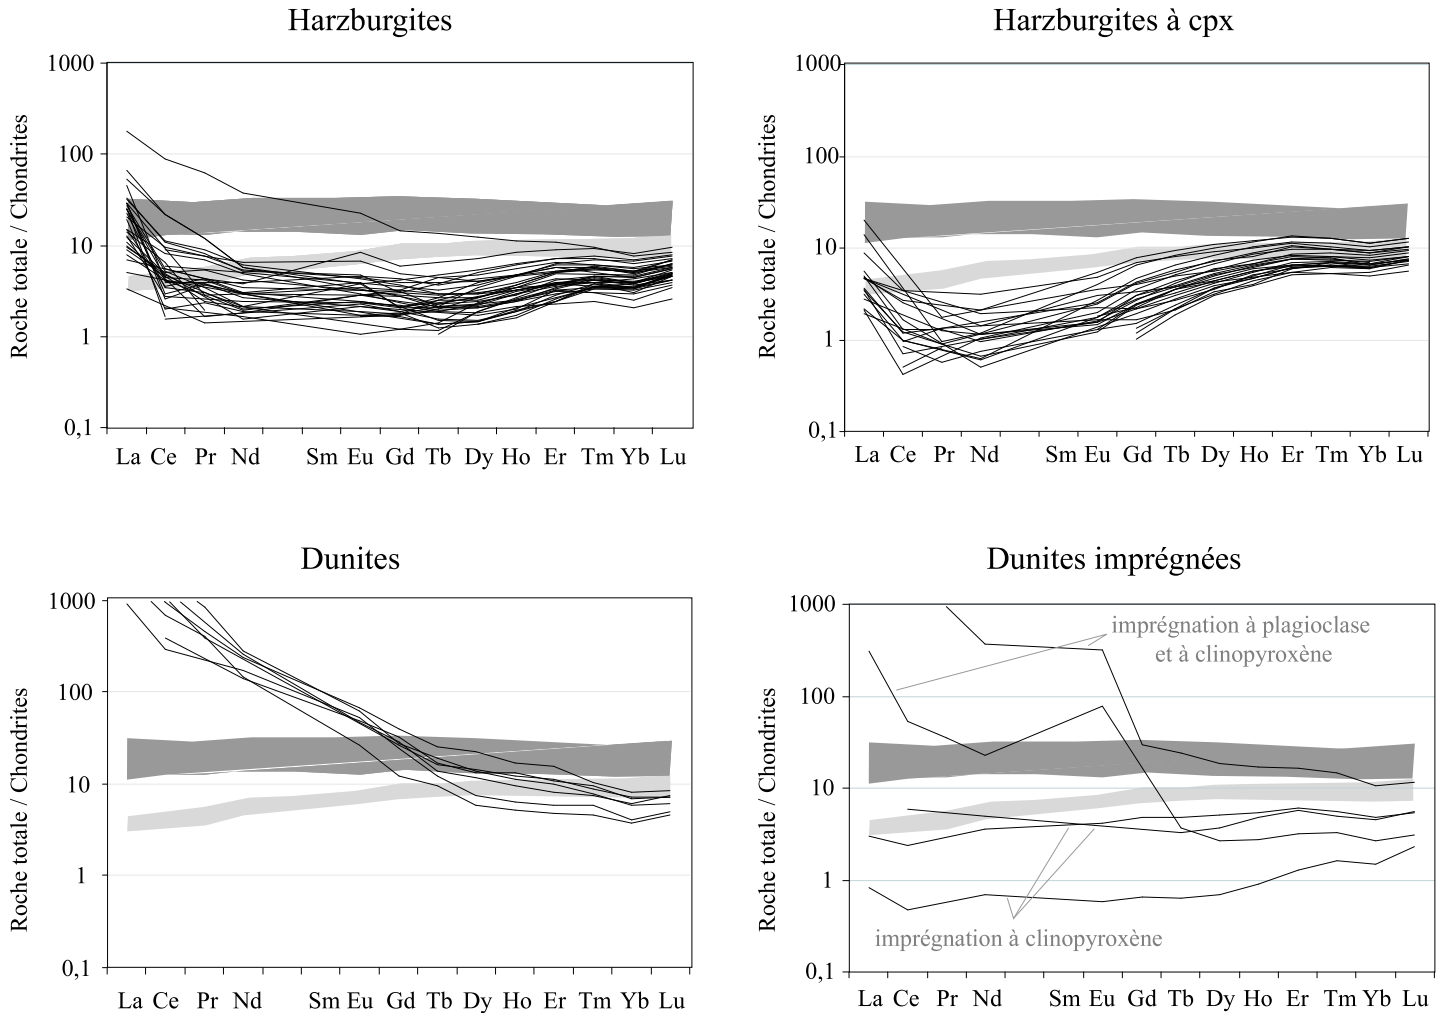 Harzburgites
Roche totale / Chondrites
1000
100
10
1
0,1
La Ce Pr Nd Sm Eu Gd Tb Dy Ho Er Tm Yb Lu
Harzburgites à cpx
Roche totale / Chondrites
1000
100
10
1
0,1
La Ce Pr Nd Sm Eu Gd Tb Dy Ho Er Tm Yb Lu
Dunites
Roche totale / Chondrites
1000
100
10
1
0,1
La Ce Pr Nd Sm Eu Gd Tb Dy Ho Er Tm Yb Lu
Dunites imprégnées
Roche totale / Chondrites
1000
100
10
1
0,1
imprégnation à plagioclase
et à clinopyroxène
imprégnation à clinopyroxène
La Ce Pr Nd Sm Eu Gd Tb Dy Ho Er Tm Yb Lu